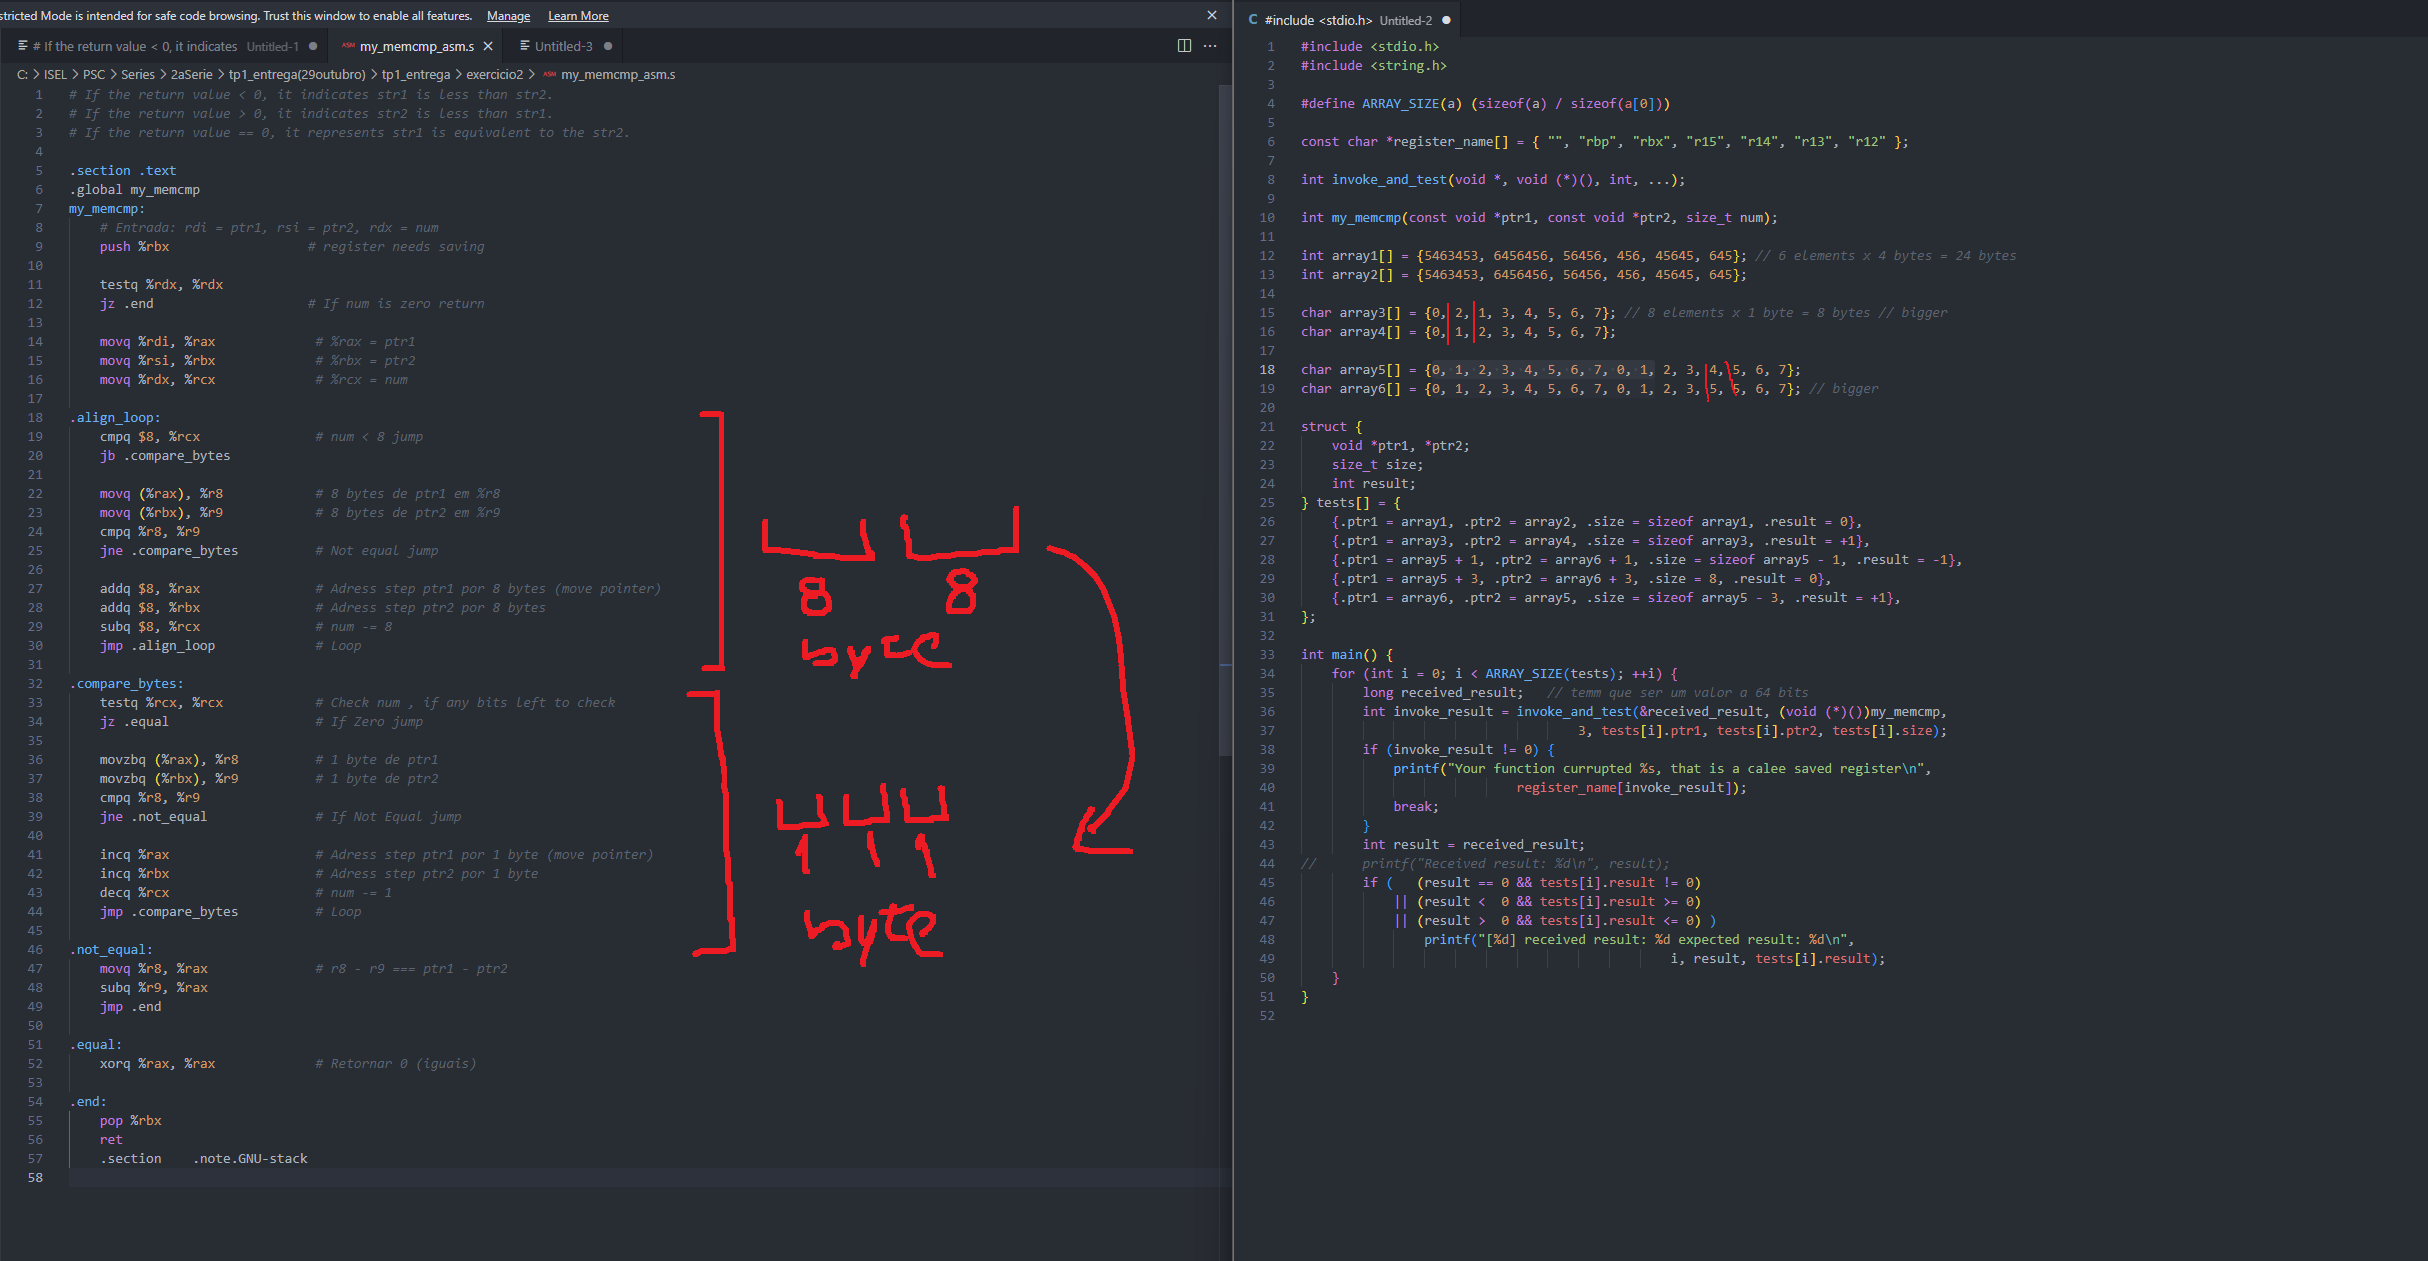 stricted Mode is intended for safe code browsing. Trust this window to enable all features. Manage Learn More
# If the return value < 0, it indicates Untitled-1 my_memcmp_asm.s Untitled-3
C: > ISEL > PSC > Series > 2aSerie > tp1_entrega(29outubro) > tp1_entrega > exercicio2 > my_memcmp_asm.s
1 # If the return value < 0, it indicates str1 is less than str2.
2 # If the return value > 0, it indicates str2 is less than str1.
3 # If the return value == 0, it represents str1 is equivalent to the str2.
4
5 .section .text
6 .global my_memcmp
7 my_memcmp:
8 # Entrada: rdi = ptr1, rsi = ptr2, rdx = num
9 push %rbx # register needs saving
10
11 testq %rdx, %rdx
12 jz .end # If num is zero return
13
14 movq %rdi, %rax # %rax = ptr1
15 movq %rsi, %rbx # %rbx = ptr2
16 movq %rdx, %rcx # %rcx = num
17
18 .align_loop:
19 cmpq $8, %rcx # num < 8 jump
20 jb .compare_bytes
21
22 movq (%rax), %r8 # 8 bytes de ptr1 em %r8
23 movq (%rbx), %r9 # 8 bytes de ptr2 em %r9
24 cmpq %r8, %r9
25 jne .compare_bytes # Not equal jump
26
27 addq $8, %rax # Adress step ptr1 por 8 bytes (move pointer)
28 addq $8, %rbx # Adress step ptr2 por 8 bytes
29 subq $8, %rcx # num -= 8
30 jmp .align_loop # Loop
31
32 .compare_bytes:
33 testq %rcx, %rcx # Check num , if any bits left to check
34 jz .equal # If Zero jump
35
36 movzbq (%rax), %r8 # 1 byte de ptr1
37 movzbq (%rbx), %r9 # 1 byte de ptr2
38 cmpq %r8, %r9
39 jne .not_equal # If Not Equal jump
40
41 incq %rax # Adress step ptr1 por 1 byte (move pointer)
42 incq %rbx # Adress step ptr2 por 1 byte
43 decq %rcx # num -= 1
44 jmp .compare_bytes # Loop
45
46 .not_equal:
47 movq %r8, %rax # r8 - r9 === ptr1 - ptr2
48 subq %r9, %rax
49 jmp .end
50
51 .equal:
52 xorq %rax, %rax # Retornar 0 (iguais)
53
54 .end:
55 pop %rbx
56 ret
57 .section .note.GNU-stack
58
8 8
byte
1 1 1
byte
C #include <stdio.h> Untitled-2
1 #include <stdio.h>
2 #include <string.h>
3
4 #define ARRAY_SIZE(a) (sizeof(a) / sizeof(a[0]))
5
6 const char *register_name[] = { "", "rbp", "rbx", "r15", "r14", "r13", "r12" };
7
8 int invoke_and_test(void *, void (*)(), int, ...);
9
10 int my_memcmp(const void *ptr1, const void *ptr2, size_t num);
11
12 int array1[] = {5463453, 6456456, 56456, 456, 45645, 645}; // 6 elements x 4 bytes = 24 bytes
13 int array2[] = {5463453, 6456456, 56456, 456, 45645, 645};
14
15 char array3[] = {0, 2, 1, 3, 4, 5, 6, 7}; // 8 elements x 1 byte = 8 bytes // bigger
16 char array4[] = {0, 1, 2, 3, 4, 5, 6, 7};
17
18 char array5[] = {0, 1, 2, 3, 4, 5, 6, 7, 0, 1, 2, 3, 4, 5, 6, 7};
19 char array6[] = {0, 1, 2, 3, 4, 5, 6, 7, 0, 1, 2, 3, 5, 5, 6, 7}; // bigger
20
21 struct {
22 void *ptr1, *ptr2;
23 size_t size;
24 int result;
25 } tests[] = {
26 {.ptr1 = array1, .ptr2 = array2, .size = sizeof array1, .result = 0},
27 {.ptr1 = array3, .ptr2 = array4, .size = sizeof array3, .result = +1},
28 {.ptr1 = array5 + 1, .ptr2 = array6 + 1, .size = sizeof array5 - 1, .result = -1},
29 {.ptr1 = array5 + 3, .ptr2 = array6 + 3, .size = 8, .result = 0},
30 {.ptr1 = array6, .ptr2 = array5, .size = sizeof array5 - 3, .result = +1},
31 };
32
33 int main() {
34 for (int i = 0; i < ARRAY_SIZE(tests); ++i) {
35 long received_result; // temm que ser um valor a 64 bits
36 int invoke_result = invoke_and_test(&received_result, (void (*)())my_memcmp,
37 3, tests[i].ptr1, tests[i].ptr2, tests[i].size);
38 if (invoke_result != 0) {
39 printf("Your function currupted %s, that is a calee saved register\n",
40 register_name[invoke_result]);
41 break;
42 }
43 int result = received_result;
44 // printf("Received result: %d\n", result);
45 if ( (result == 0 && tests[i].result != 0)
46 || (result < 0 && tests[i].result >= 0)
47 || (result > 0 && tests[i].result <= 0) )
48 printf("[%d] received result: %d expected result: %d\n",
49 i, result, tests[i].result);
50 }
51 }
52